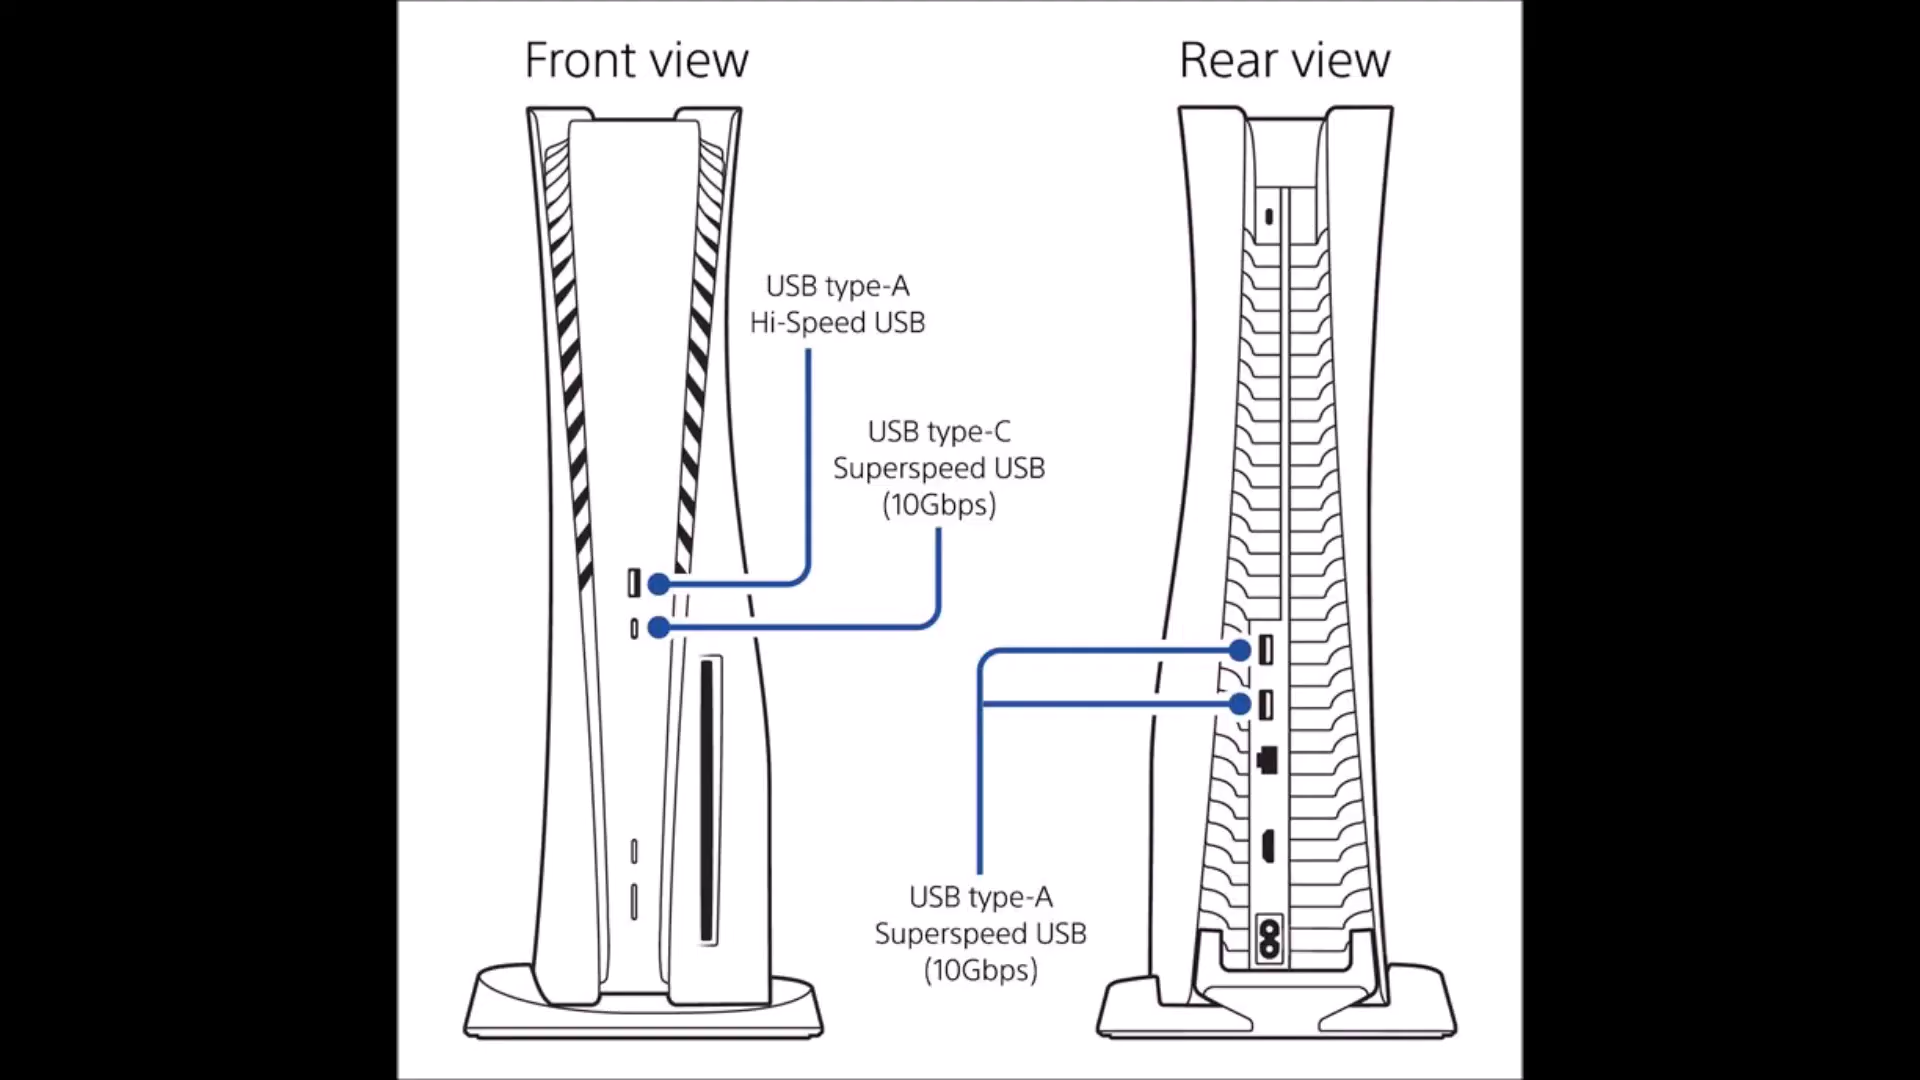 Front view
Rear view
USB type-A
Hi-Speed USB
USB type-C
Superspeed USB
(10Gbps)
USB type-A
Superspeed USB
(10Gbps)